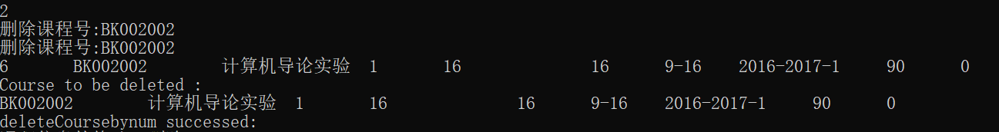 2
删除课程号:BK002002
删除课程号:BK002002
6 BK002002 计算机导论实验 1 16 16 9-16 2016-2017-1 90 0
Course to be deleted :
BK002002 计算机导论实验 1 16 16 9-16 2016-2017-1 90 0
deleteCoursebynum successed: